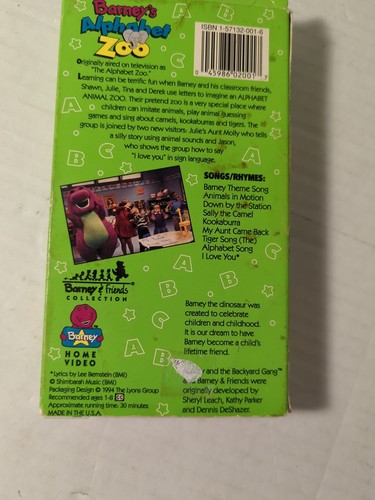 Barney's
Alphabet
Zoo
ISBN 1-57132-001-6
45986 02001
Originally aired on television as
"The Alphabet Zoo."
Learning can be terrific fun when Barney and his classroom friends,
Shawn, Julie, Tina and Derek use letters to imagine an ALPHABET
ANIMAL ZOO. Their pretend zoo is a very special place where
children can imitate animals, play animal guessing
games and sing about camels, kookaburras and tigers. The
group is joined by two new visitors: Julie's Aunt Molly who tells
a silly story using animal sounds and Jason,
who shows the group how to say
"I love you" in sign language.
SONGS/RHYMES:
Barney Theme Song
Animals in Motion
Down by the Station
Sally the Camel
Kookaburra
My Aunt Came Back
Tiger Song (The)
Alphabet Song
I Love You*
Barney & Friends
COLLECTION
Barney
HOME
VIDEO
Barney the dinosaur was
created to celebrate
children and childhood.
It is our dream to have
Barney become a child's
lifetime friend.
*Lyrics by Lee Bernstein (BMI)
© Shimbarah Music (BMI)
Packaging Design © 1994 The Lyons Group
Recommended ages 1-8 CC
Approximate running time: 30 minutes
MADE IN THE U.S.A.
and the Backyard Gang™
and Barney & Friends were
originally developed by
Sheryl Leach, Kathy Parker
and Dennis DeShazer.